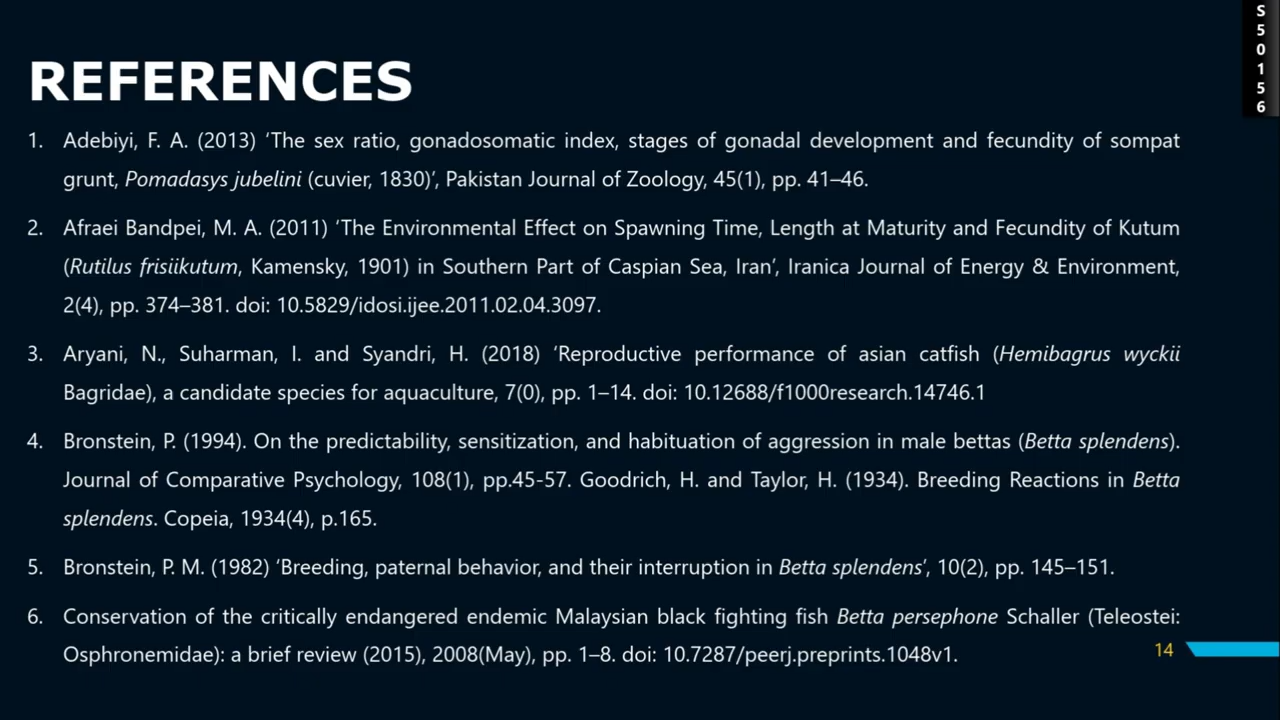 S
5
0
1
5
6
REFERENCES
1. Adebiyi, F. A. (2013) ‘The sex ratio, gonadosomatic index, stages of gonadal development and fecundity of sompat
grunt, Pomadasys jubelini (cuvier, 1830)’, Pakistan Journal of Zoology, 45(1), pp. 41–46.
2. Afraei Bandpei, M. A. (2011) ‘The Environmental Effect on Spawning Time, Length at Maturity and Fecundity of Kutum
(Rutilus frisiikutum, Kamensky, 1901) in Southern Part of Caspian Sea, Iran’, Iranica Journal of Energy & Environment,
2(4), pp. 374–381. doi: 10.5829/idosi.ijee.2011.02.04.3097.
3. Aryani, N., Suharman, I. and Syandri, H. (2018) ‘Reproductive performance of asian catfish (Hemibagrus wyckii
Bagridae), a candidate species for aquaculture, 7(0), pp. 1–14. doi: 10.12688/f1000research.14746.1
4. Bronstein, P. (1994). On the predictability, sensitization, and habituation of aggression in male bettas (Betta splendens).
Journal of Comparative Psychology, 108(1), pp.45-57. Goodrich, H. and Taylor, H. (1934). Breeding Reactions in Betta
splendens. Copeia, 1934(4), p.165.
5. Bronstein, P. M. (1982) ‘Breeding, paternal behavior, and their interruption in Betta splendens’, 10(2), pp. 145–151.
6. Conservation of the critically endangered endemic Malaysian black fighting fish Betta persephone Schaller (Teleostei:
Osphronemidae): a brief review (2015), 2008(May), pp. 1–8. doi: 10.7287/peerj.preprints.1048v1.
14